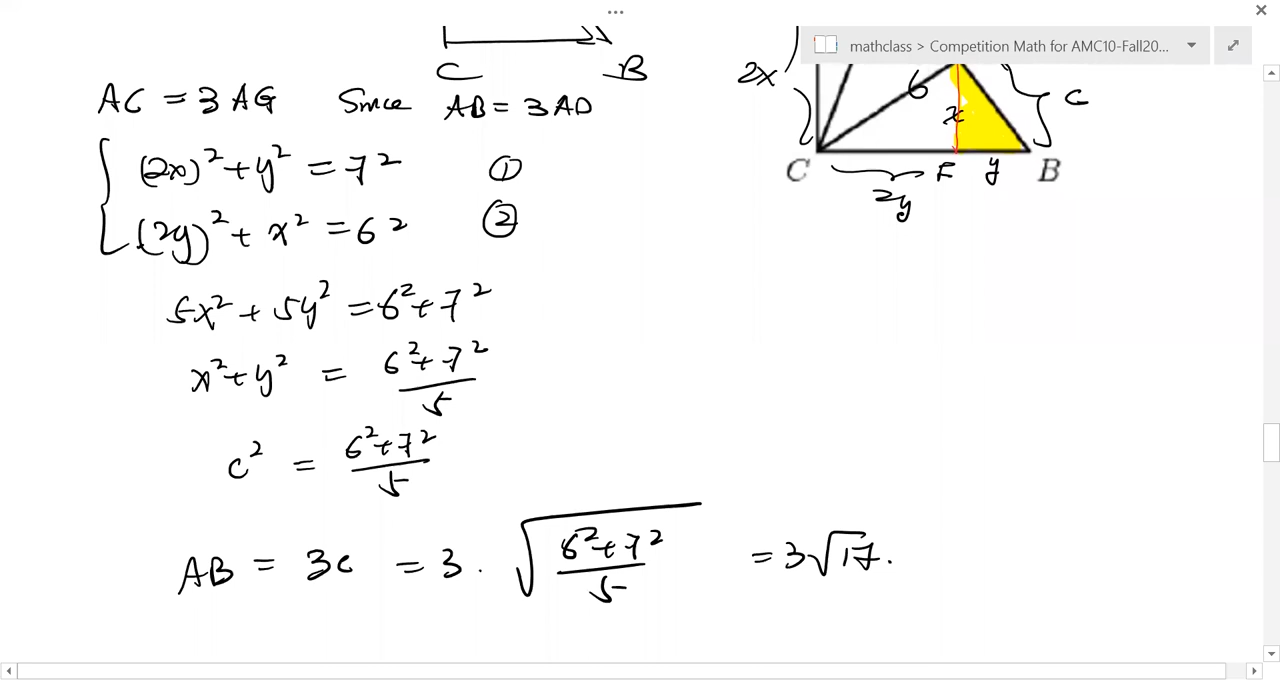 mathclass > Competition Math for AMC10-Fall20...
C B
2x 6 x c
AC = 3 AG Since AB = 3 AD
(2x)² + y² = 7² ①
C F y B
(2y)² + x² = 6² ②
2y
5x² + 5y² = 6² + 7²
x² + y² = (6² + 7²)/5
c² = (6² + 7²)/5
AB = 3c = 3 · √((6² + 7²)/5) = 3√17.